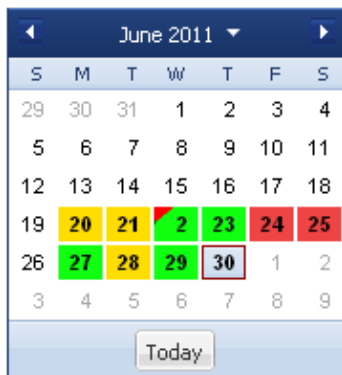 June 2011
S M T W T F S
29 30 31 1 2 3 4
5 6 7 8 9 10 11
12 13 14 15 16 17 18
19 20 21 2 23 24 25
26 27 28 29 30 1 2
3 4 5 6 7 8 9
Today